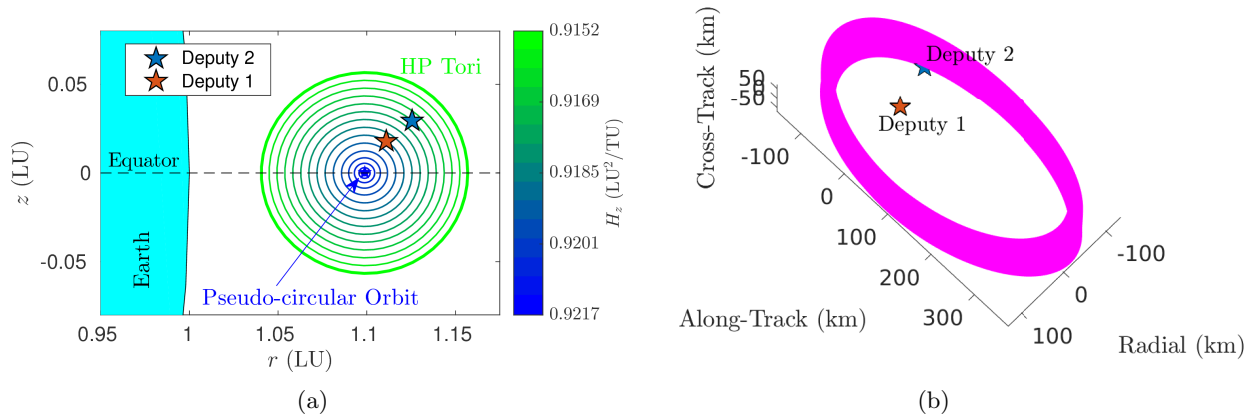 Deputy 2
Deputy 1
HP Tori
Equator
Earth
Pseudo-circular Orbit
0.05
0
-0.05
z (LU)
0.95
1
1.05
1.1
1.15
r (LU)
0.9152
0.9169
0.9185
0.9201
0.9217
H_z (LU²/TU)
(a)
Deputy 2
Deputy 1
Cross-Track (km)
50
0
-50
-100
0
100
200
300
Along-Track (km)
-100
0
100
Radial (km)
(b)